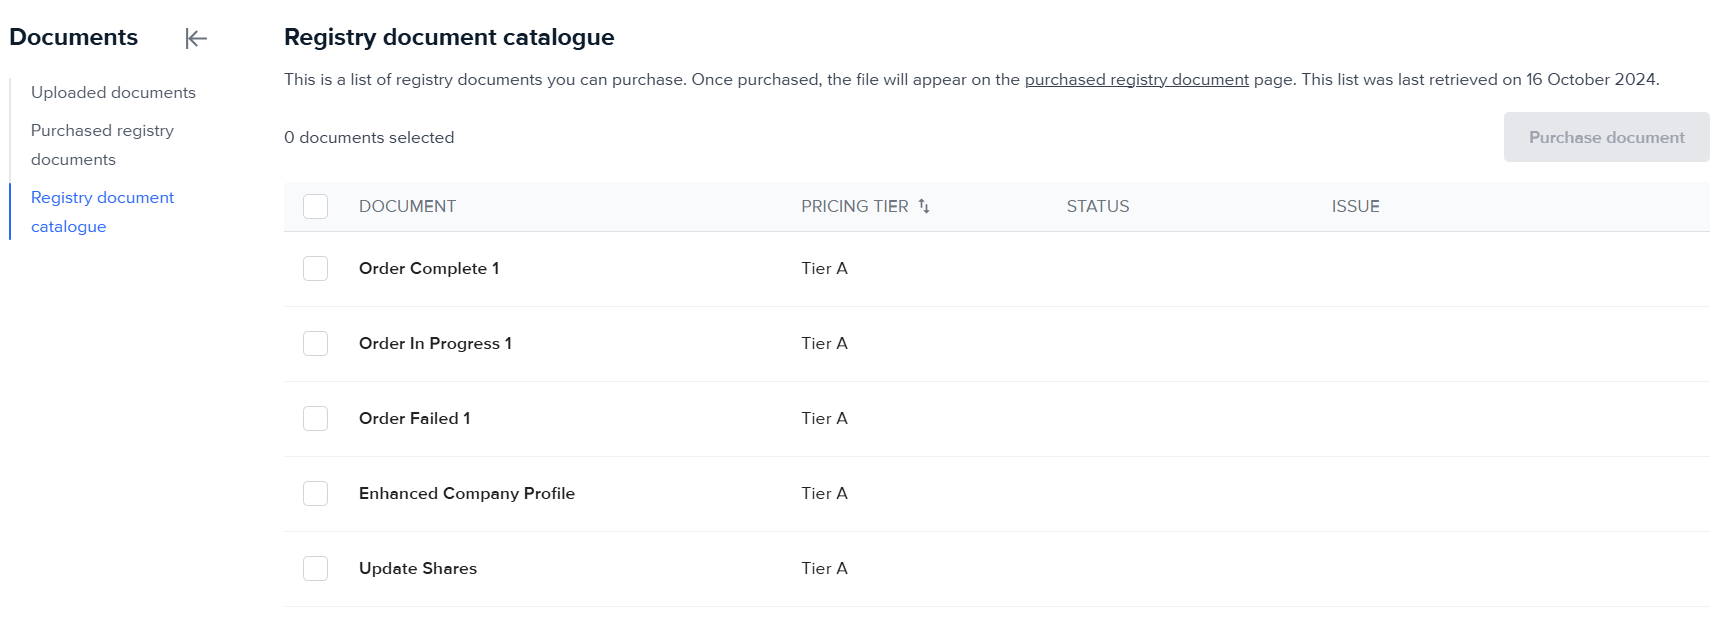 Documents
Uploaded documents
Purchased registry
documents
Registry document
catalogue
Registry document catalogue
This is a list of registry documents you can purchase. Once purchased, the file will appear on the purchased registry document page. This list was last retrieved on 16 October 2024.
0 documents selected
Purchase document
DOCUMENT PRICING TIER STATUS ISSUE
Order Complete 1 Tier A
Order In Progress 1 Tier A
Order Failed 1 Tier A
Enhanced Company Profile Tier A
Update Shares Tier A